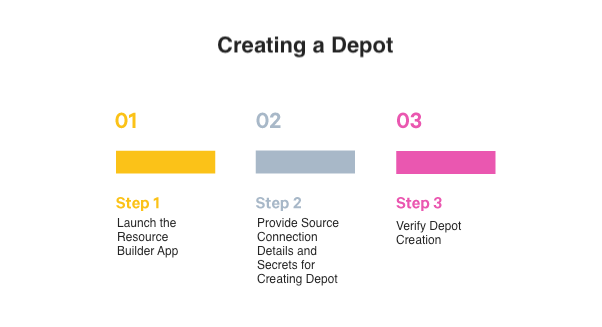 Creating a Depot
01
02
03
Step 1
Launch the
Resource
Builder App
Step 2
Provide Source
Connection
Details and
Secrets for
Creating Depot
Step 3
Verify Depot
Creation